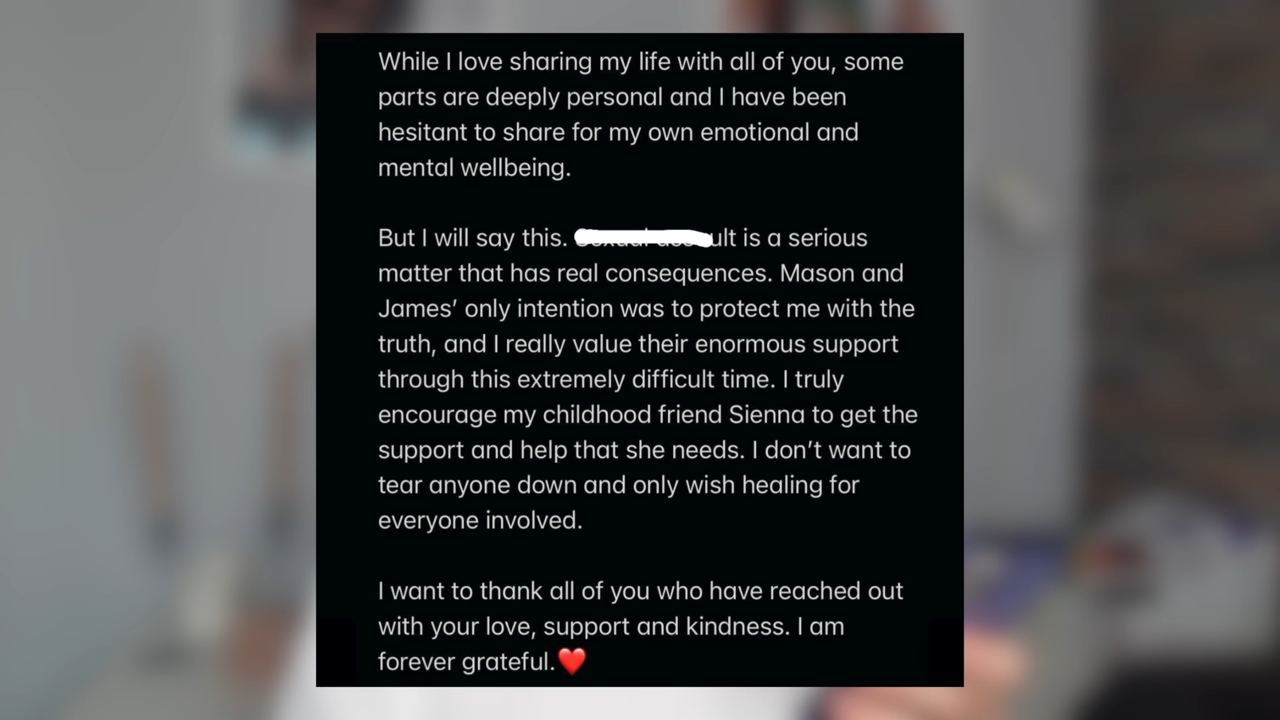 While I love sharing my life with all of you, some
parts are deeply personal and I have been
hesitant to share for my own emotional and
mental wellbeing.
But I will say this. ult is a serious
matter that has real consequences. Mason and
James’ only intention was to protect me with the
truth, and I really value their enormous support
through this extremely difficult time. I truly
encourage my childhood friend Sienna to get the
support and help that she needs. I don’t want to
tear anyone down and only wish healing for
everyone involved.
I want to thank all of you who have reached out
with your love, support and kindness. I am
forever grateful.❤️